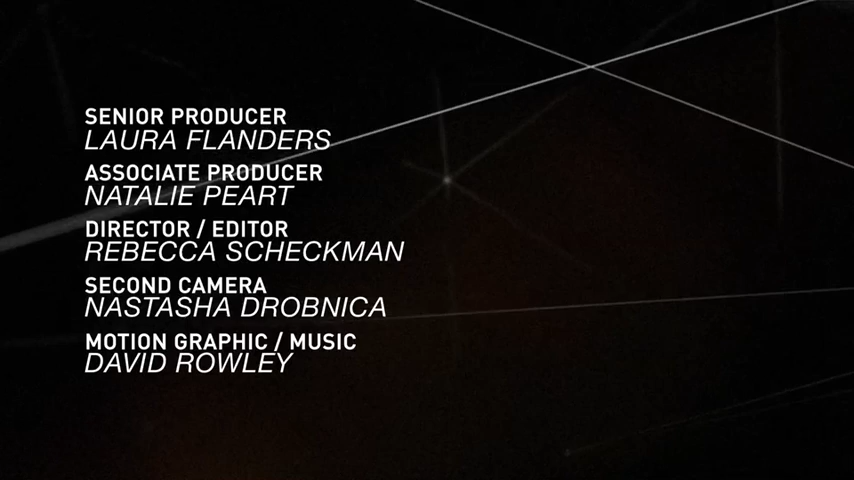 SENIOR PRODUCER
LAURA FLANDERS
ASSOCIATE PRODUCER
NATALIE PEART
DIRECTOR / EDITOR
REBECCA SCHECKMAN
SECOND CAMERA
NASTASHA DROBNICA
MOTION GRAPHIC / MUSIC
DAVID ROWLEY